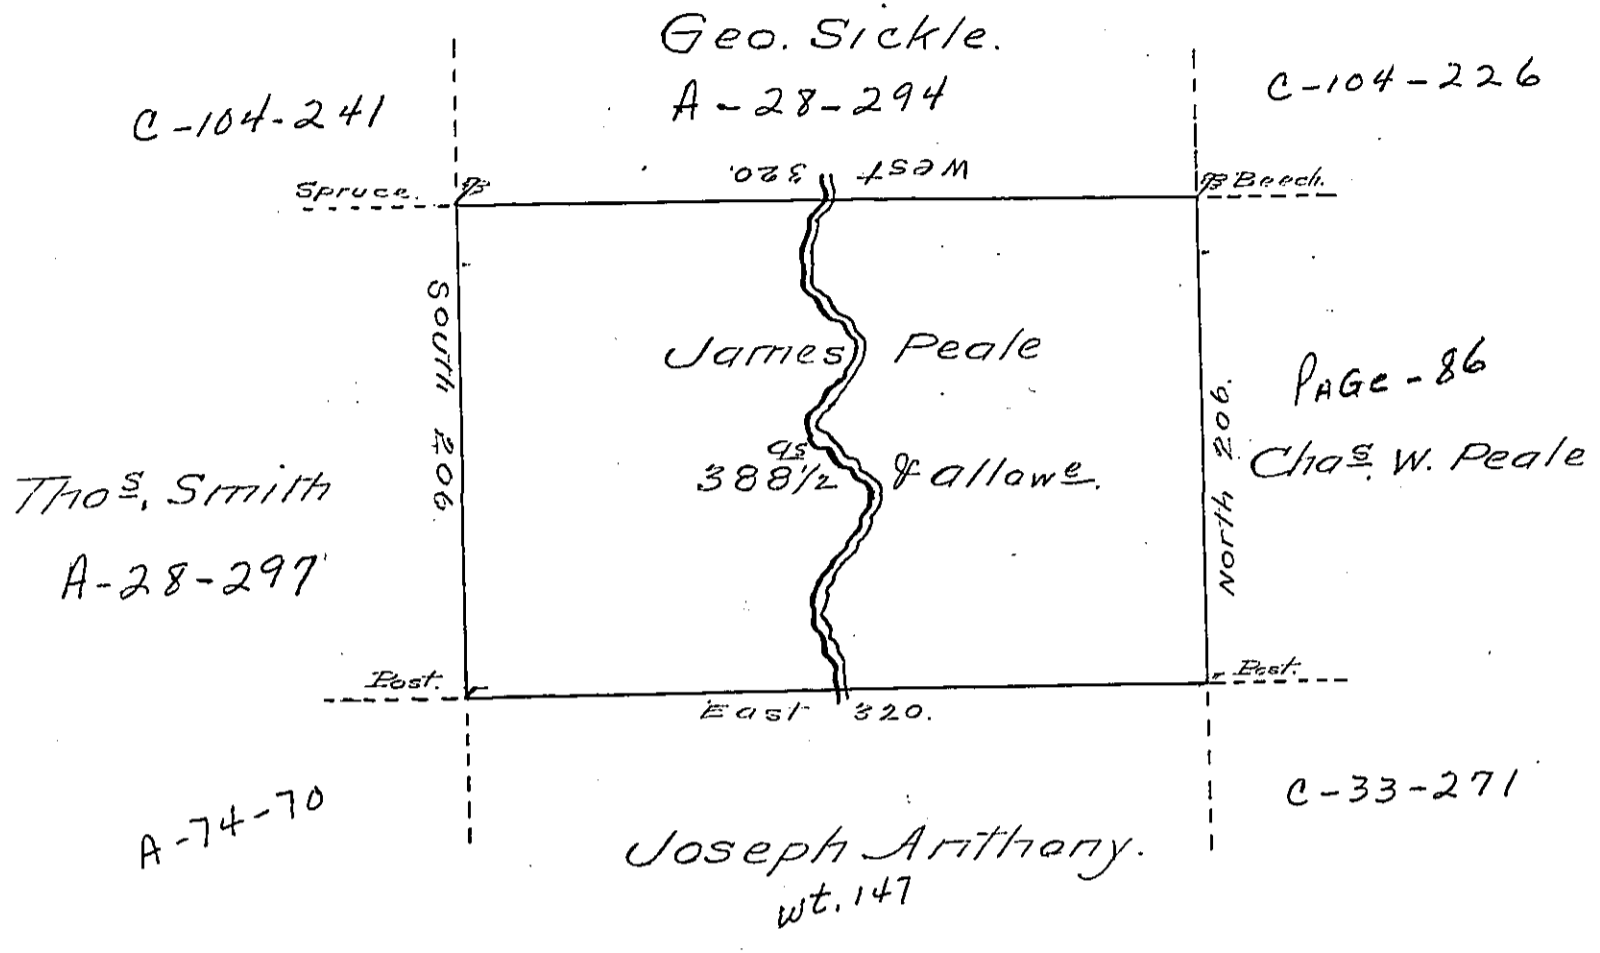 Geo. Sickle.
A-28-294
C-104-241
C-104-226
West 320.
Spruce.
Beech.
South 206
James Peale
388½ as & allowe.
North 206.
PAGE-86
Chas. W. Peale
Thos. Smith
A-28-297
Post.
Post.
East 320.
A-74-70
C-33-271
Joseph Anthony.
wt. 147